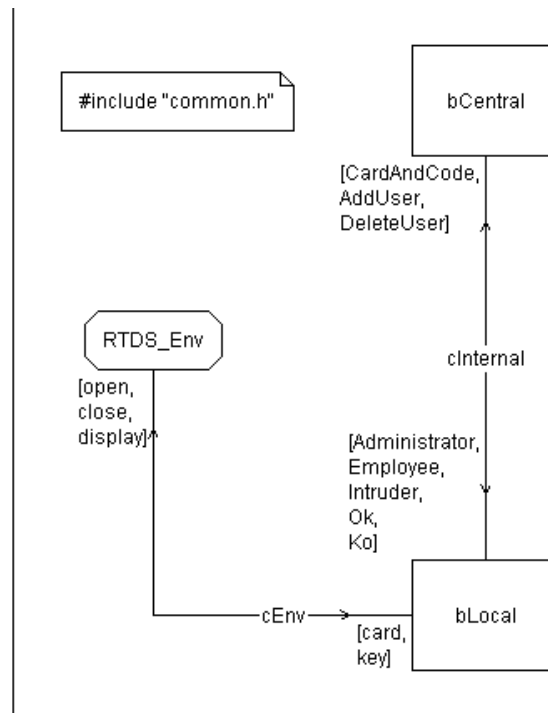 #include "common.h"
bCentral
[CardAndCode,
AddUser,
DeleteUser]
RTDS_Env
[open,
close,
display]
cInternal
[Administrator,
Employee,
Intruder,
Ok,
Ko]
cEnv
[card,
key]
bLocal